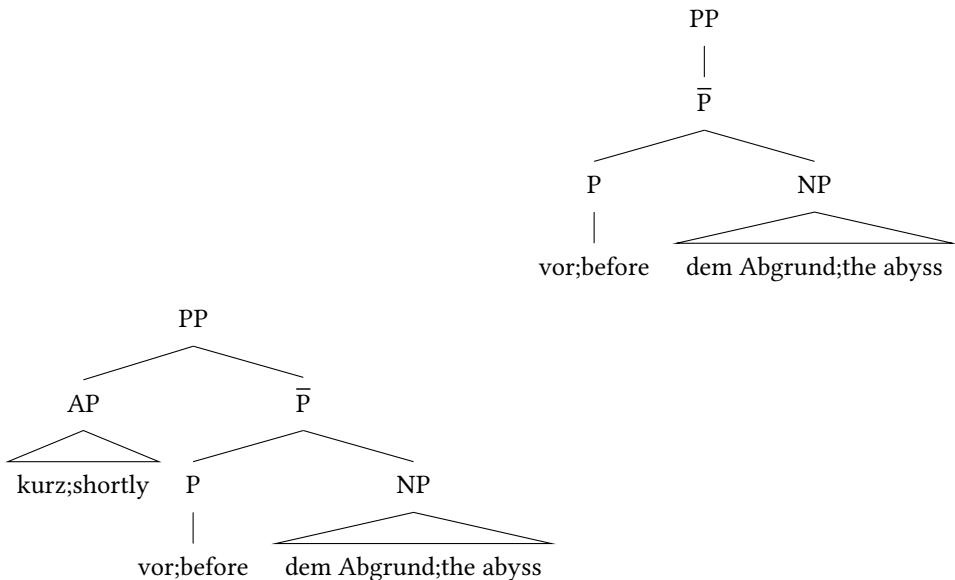 PP
P̅
P NP
vor;before dem Abgrund;the abyss
PP
AP P̅
kurz;shortly P NP
vor;before dem Abgrund;the abyss